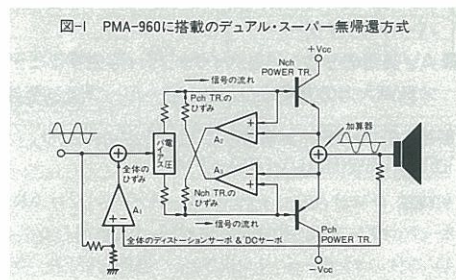 図-I PMA-960に搭載のデュアル・スーパー無帰還方式
+Vcc
Nch
POWER TR.
信号の流れ
Pch TR.の
ひずみ
A₂
加算器
電圧
バイアス
全体の
ひずみ
A₃
Nch TR.の
ひずみ
A₁
信号の流れ
Pch
POWER TR.
全体のディストーションサーボ & DCサーボ
−Vcc